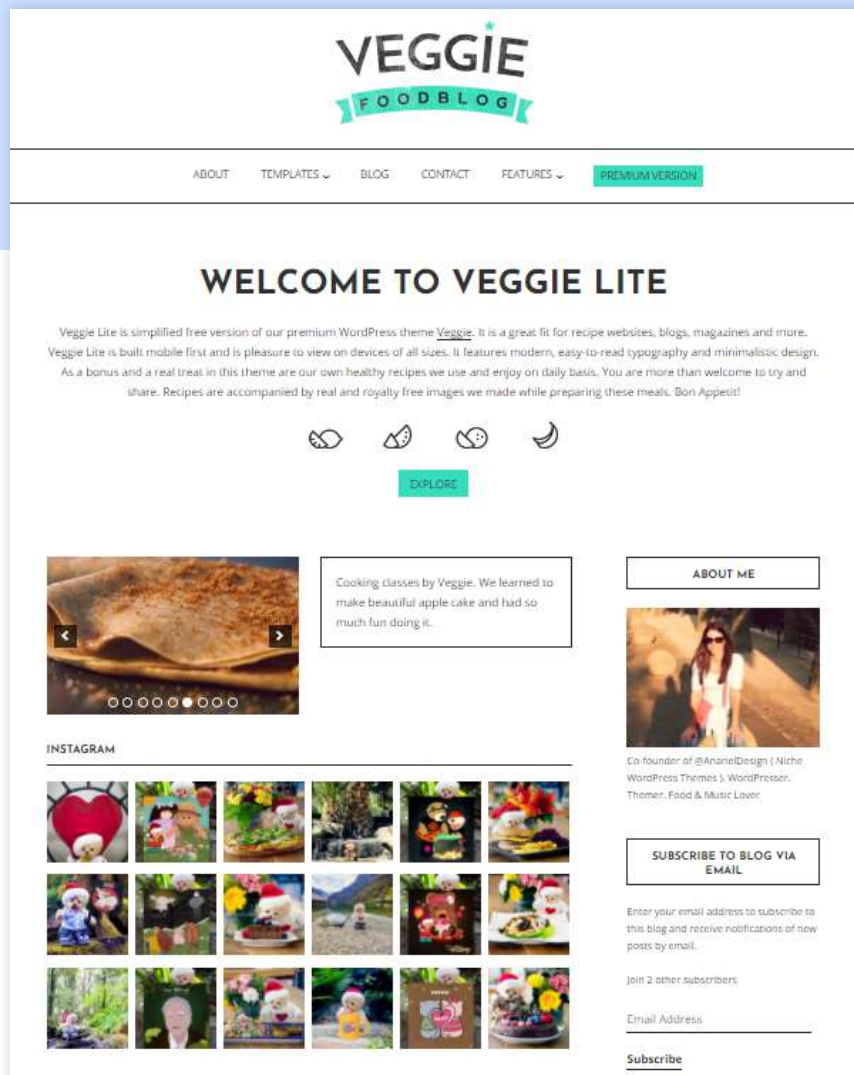 VEGGIE
FOODBLOG
ABOUT TEMPLATES BLOG CONTACT FEATURES PREMIUM VERSION
WELCOME TO VEGGIE LITE
Veggie Lite is simplified free version of our premium WordPress theme Veggie. It is a great fit for recipe websites, blogs, magazines and more.
Veggie Lite is built mobile first and is pleasure to view on devices of all sizes. It features modern, easy-to-read typography and minimalistic design.
As a bonus and a real treat in this theme are our own healthy recipes we use and enjoy on daily basis. You are more than welcome to try and
share. Recipes are accompanied by real and royalty free images we made while preparing these meals. Bon Appetit!
EXPLORE
Cooking classes by Veggie. We learned to
make beautiful apple cake and had so
much fun doing it.
INSTAGRAM
ABOUT ME
Co-founder of @AnarielDesign ( Niche
WordPress Themes ). WordPresser.
Themer. Food & Music Lover
SUBSCRIBE TO BLOG VIA
EMAIL
Enter your email address to subscribe to
this blog and receive notifications of new
posts by email.
Join 2 other subscribers
Email Address
Subscribe